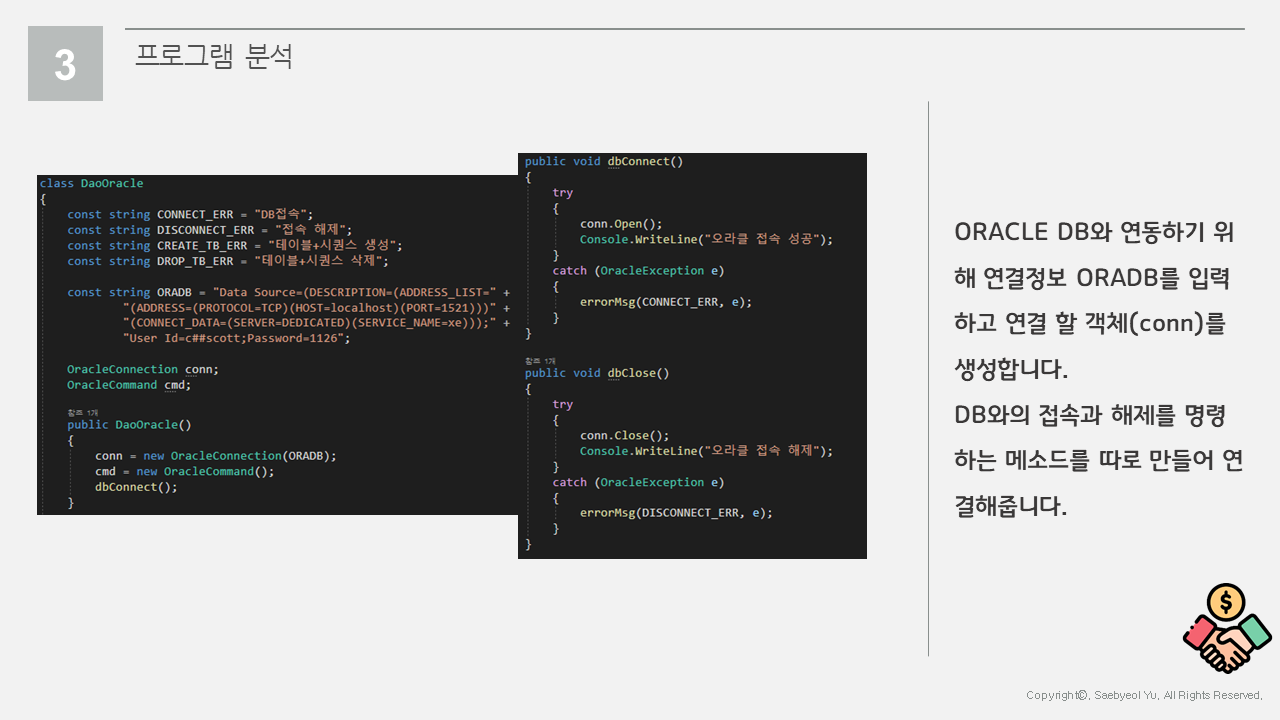 3
프로그램 분석
class DaoOracle
{
const string CONNECT_ERR = "DB접속";
const string DISCONNECT_ERR = "접속 해제";
const string CREATE_TB_ERR = "테이블+시퀀스 생성";
const string DROP_TB_ERR = "테이블+시퀀스 삭제";
const string ORADB = "Data Source=(DESCRIPTION=(ADDRESS_LIST=" +
"(ADDRESS=(PROTOCOL=TCP)(HOST=localhost)(PORT=1521)))" +
"(CONNECT_DATA=(SERVER=DEDICATED)(SERVICE_NAME=xe)));" +
"User Id=c##scott;Password=1126";
OracleConnection conn;
OracleCommand cmd;
참조 1개
public DaoOracle()
{
conn = new OracleConnection(ORADB);
cmd = new OracleCommand();
dbConnect();
}
public void dbConnect()
{
try
{
conn.Open();
Console.WriteLine("오라클 접속 성공");
}
catch (OracleException e)
{
errorMsg(CONNECT_ERR, e);
}
}
참조 1개
public void dbClose()
{
try
{
conn.Close();
Console.WriteLine("오라클 접속 해제");
}
catch (OracleException e)
{
errorMsg(DISCONNECT_ERR, e);
}
}
ORACLE DB와 연동하기 위
해 연결정보 ORADB를 입력
하고 연결 할 객체(conn)를
생성합니다.
DB와의 접속과 해제를 명령
하는 메소드를 따로 만들어 연
결해줍니다.
$
Copyright©. Saebyeol Yu. All Rights Reserved.